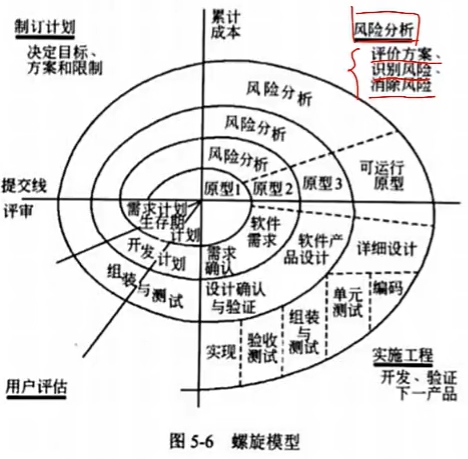 制订计划
决定目标、
方案和限制
累计
成本
风险分析
评价方案、
识别风险、
消除风险
风险分析
风险分析
风险分析
提交线
评审
原型1
原型2
原型3
可运行
原型
需求计划
生存期
计划
开发计划
组装与测试
需求
确认
软件
需求
软件产
品设计
详细设计
设计确认
与验证
实现
验收
测试
组装
与
测试
单元
测试
编码
用户评估
实施工程
开发、验证
下一产品
图 5-6 螺旋模型